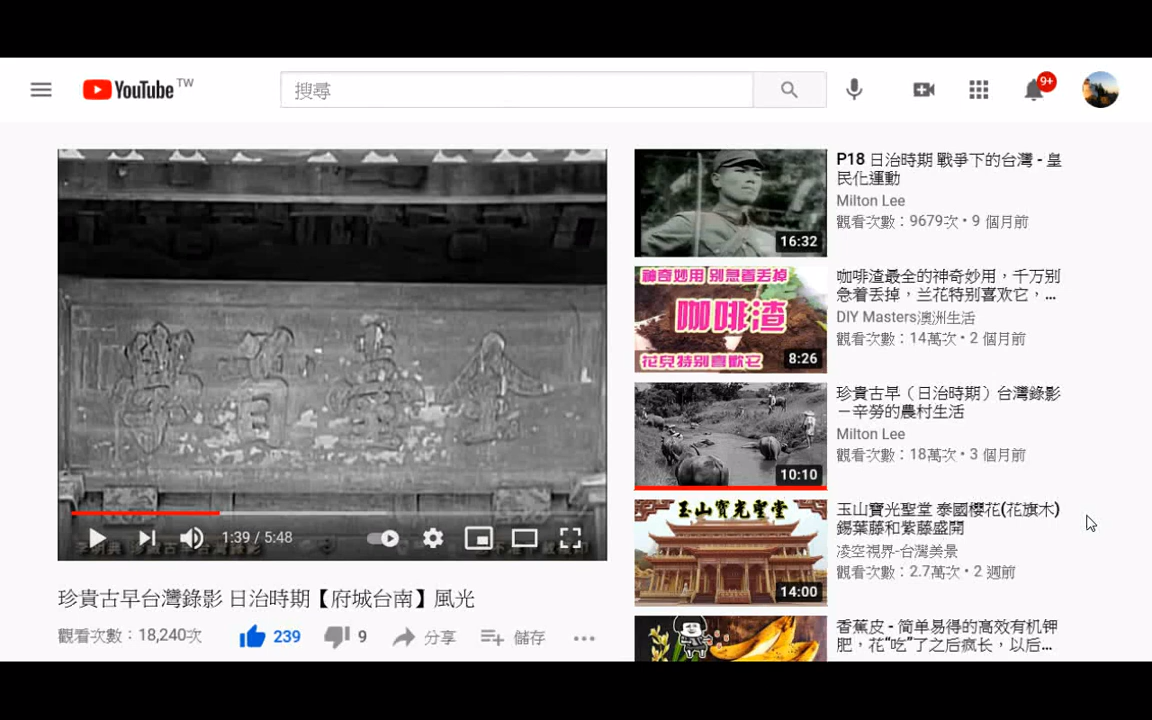 YouTube TW
搜尋
9+
全臺首學
1:39 / 5:48
珍貴古早台灣錄影 日治時期【府城台南】風光
觀看次數：18,240次
239
9
分享
儲存
16:32
P18 日治時期 戰爭下的台灣 - 皇
民化運動
Milton Lee
觀看次數：9679次 • 9 個月前
神奇妙用 别急着丢掉
咖啡渣
花兒特别喜歡它
8:26
咖啡渣最全的神奇妙用，千万别
急着丢掉，兰花特别喜欢它，...
DIY Masters澳洲生活
觀看次數：14萬次 • 2 個月前
10:10
珍貴古早（日治時期）台灣錄影
－辛勞的農村生活
Milton Lee
觀看次數：18萬次 • 3 個月前
玉山寶光聖堂
14:00
玉山寶光聖堂 泰國櫻花(花旗木)
錫葉藤和紫藤盛開
凌空視界-台灣美景
觀看次數：2.7萬次 • 2 週前
香蕉皮 - 简单易得的高效有机钾
肥，花“吃”了之后疯长，以后...